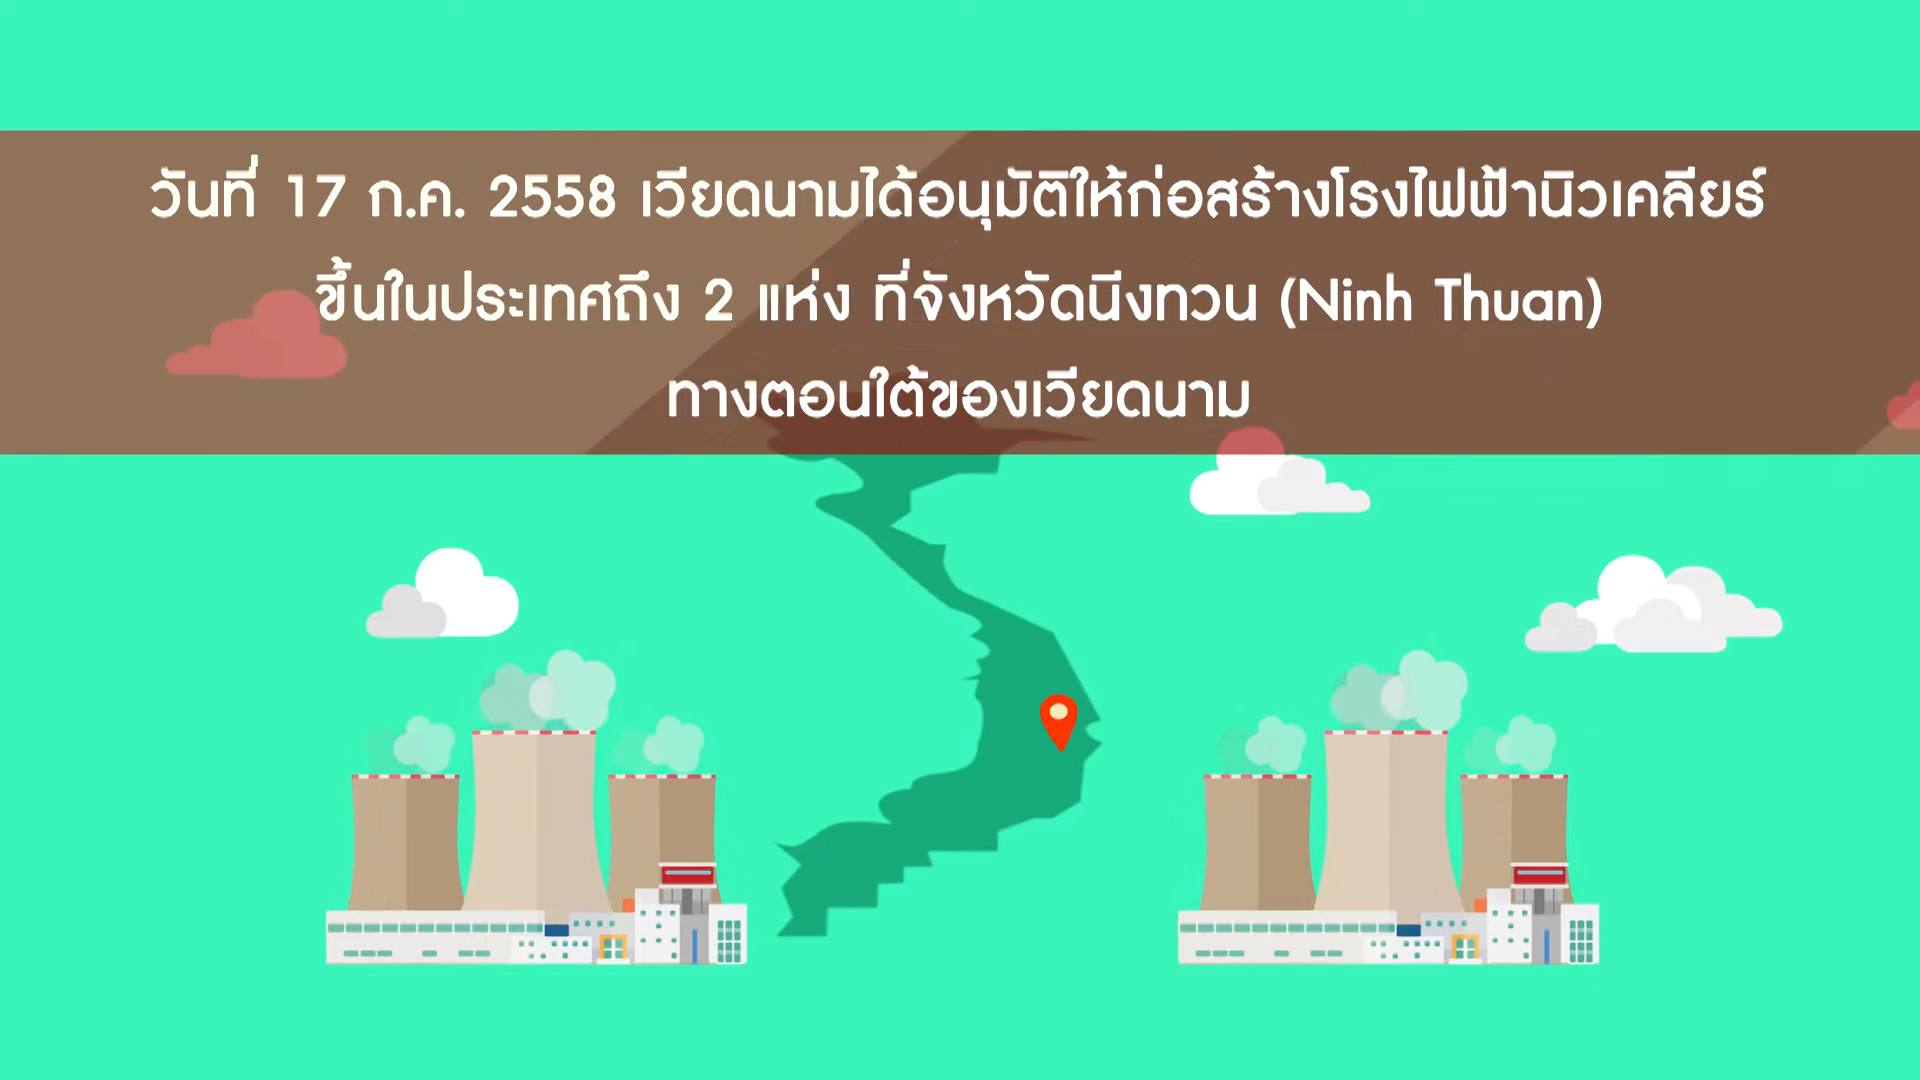 วันที่ 17 ก.ค. 2558 เวียดนามได้อนุมัติให้ก่อสร้างโรงไฟฟ้านิวเคลียร์
ขึ้นในประเทศถึง 2 แห่ง ที่จังหวัดนิงทวน (Ninh Thuan)
ทางตอนใต้ของเวียดนาม